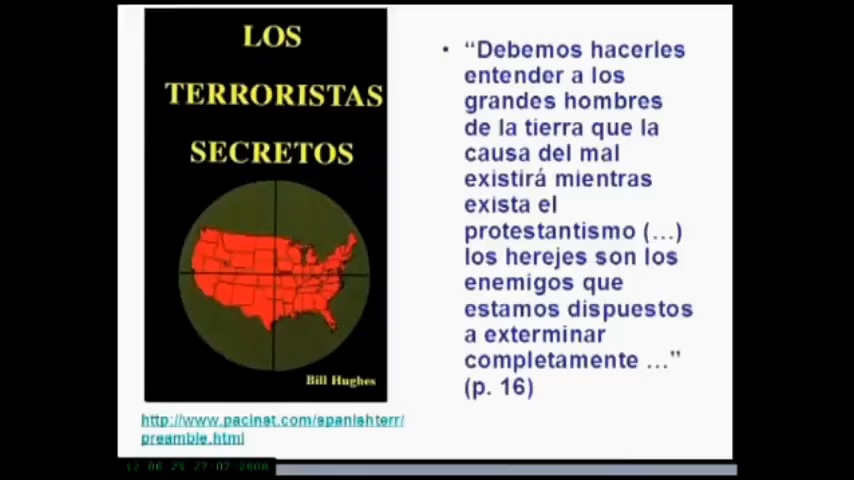 LOS
TERRORISTAS
SECRETOS
Bill Hughes
http://www.pacinst.com/spanishterr/
preamble.html
• “Debemos hacerles
entender a los
grandes hombres
de la tierra que la
causa del mal
existirá mientras
exista el
protestantismo (…)
los herejes son los
enemigos que
estamos dispuestos
a exterminar
completamente …”
(p. 16)